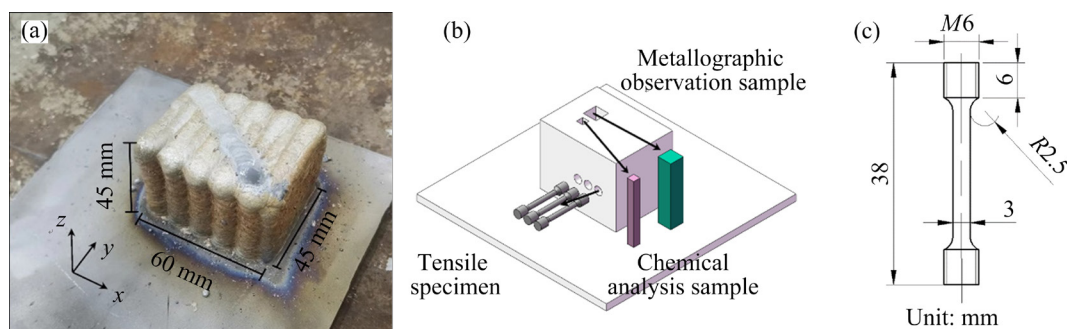 (a)
45 mm
60 mm
45 mm
z
y
x
(b)
Metallographic
observation sample
Tensile
specimen
Chemical
analysis sample
(c)
M6
6
R2.5
38
3
Unit: mm